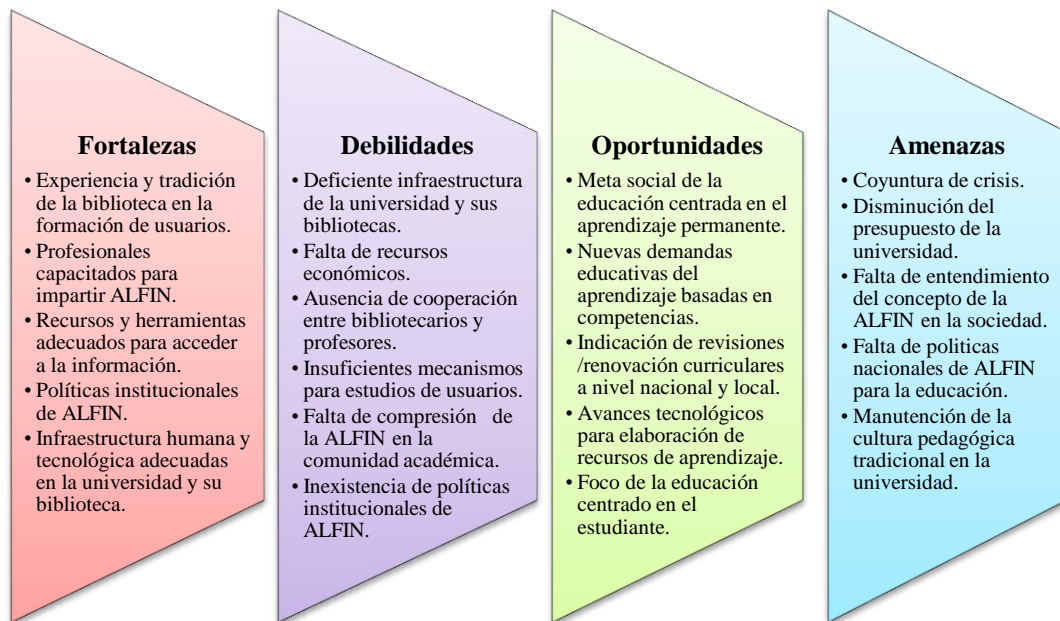 Fortalezas
• Experiencia y tradición
de la biblioteca en la
formación de usuarios.
• Profesionales
capacitados para
impartir ALFIN.
• Recursos y herramientas
adecuados para acceder
a la información.
• Políticas institucionales
de ALFIN.
• Infraestructura humana y
tecnológica adecuadas
en la universidad y su
biblioteca.
Debilidades
• Deficiente infraestructura
de la universidad y sus
bibliotecas.
• Falta de recursos
económicos.
• Ausencia de cooperación
entre bibliotecarios y
profesores.
• Insuficientes mecanismos
para estudios de usuarios.
• Falta de compresión de
la ALFIN en la
comunidad académica.
• Inexistencia de políticas
institucionales de
ALFIN.
Oportunidades
• Meta social de la
educación centrada en el
aprendizaje permanente.
• Nuevas demandas
educativas del
aprendizaje basadas en
competencias.
• Indicación de revisiones
/renovación curriculares
a nivel nacional y local.
• Avances tecnológicos
para elaboración de
recursos de aprendizaje.
• Foco de la educación
centrado en el
estudiante.
Amenazas
• Coyuntura de crisis.
• Disminución del
presupuesto de la
universidad.
• Falta de entendimiento
del concepto de la
ALFIN en la sociedad.
• Falta de politicas
nacionales de ALFIN
para la educación.
• Manutención de la
cultura pedagógica
tradicional en la
universidad.